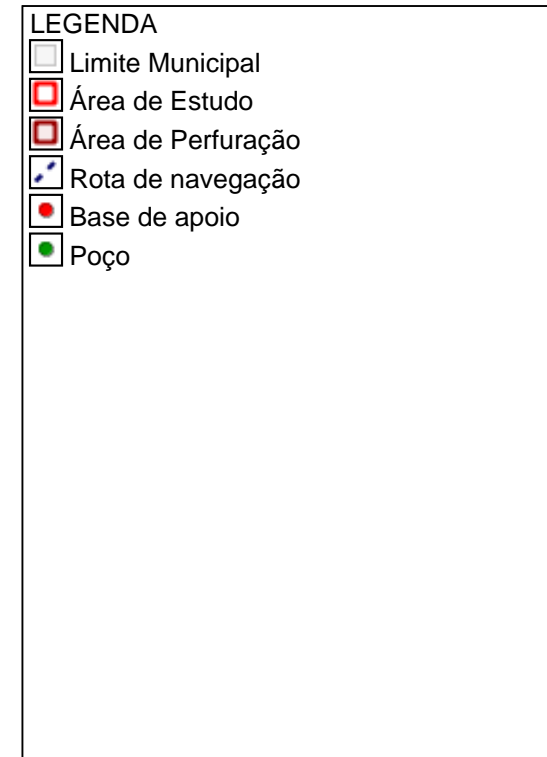 LEGENDA
Limite Municipal
Área de Estudo
Área de Perfuração
Rota de navegação
Base de apoio
Poço